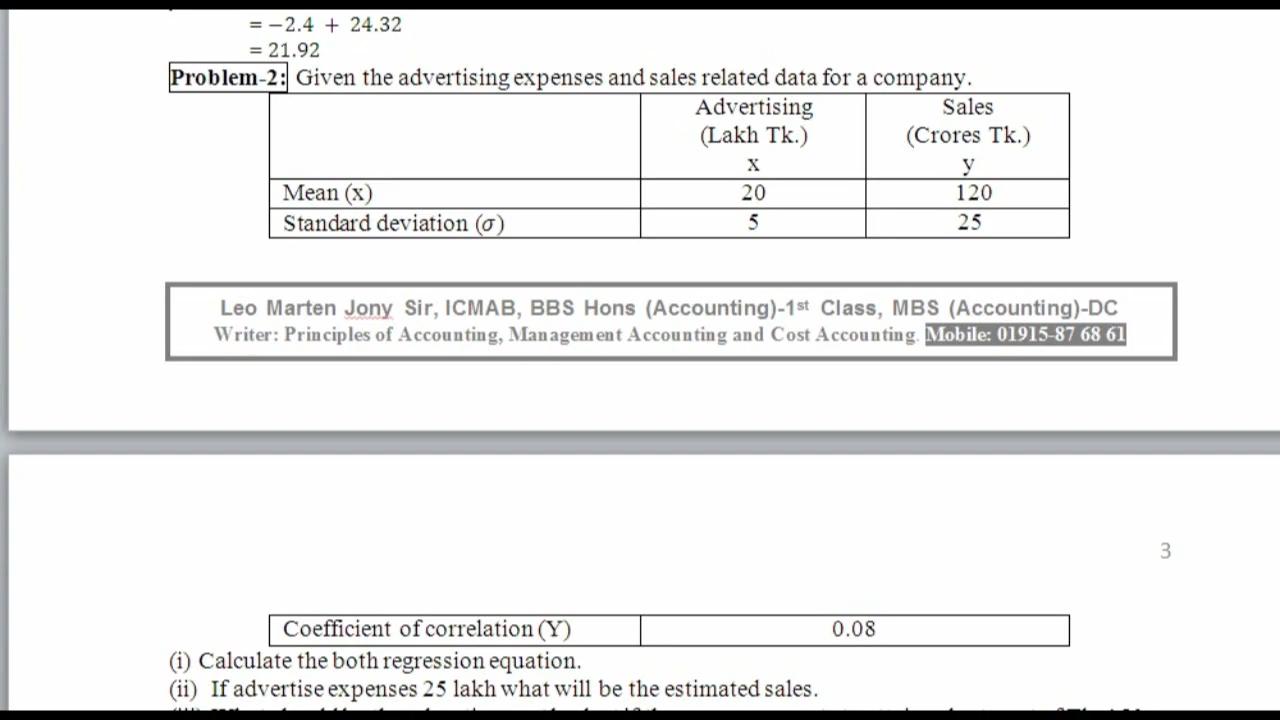 = −2.4 + 24.32
= 21.92
Problem-2: Given the advertising expenses and sales related data for a company.
Advertising (Lakh Tk.) x Sales (Crores Tk.) y
Mean (x) 20 120
Standard deviation (σ) 5 25
Leo Marten Jony Sir, ICMAB, BBS Hons (Accounting)-1st Class, MBS (Accounting)-DC
Writer: Principles of Accounting, Management Accounting and Cost Accounting. Mobile: 01915-87 68 61
3
Coefficient of correlation (Y) 0.08
(i) Calculate the both regression equation.
(ii) If advertise expenses 25 lakh what will be the estimated sales.